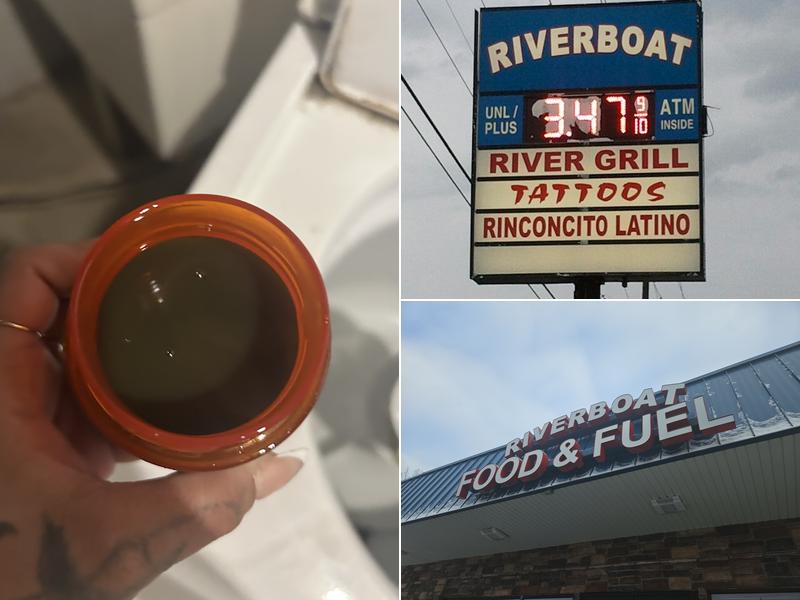 RIVERBOAT
UNL/ PLUS
3.47 9/10
ATM INSIDE
RIVER GRILL
TATTOOS
RINCONCITO LATINO
RIVERBOAT
FOOD & FUEL